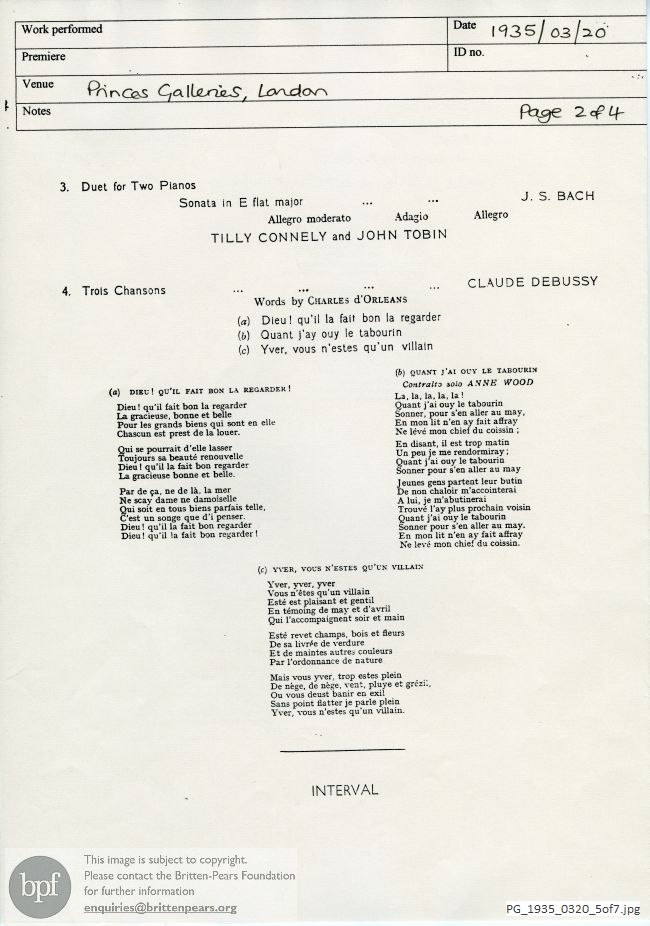 Work performed
Date 1935/03/20
Premiere
ID no.
Venue Princes Galleries, London
Notes Page 2 of 4
3. Duet for Two Pianos
Sonata in E flat major ... ... J. S. BACH
Allegro moderato Adagio Allegro
TILLY CONNELY and JOHN TOBIN
4. Trois Chansons ... ... ... ... CLAUDE DEBUSSY
Words by CHARLES d'ORLEANS
(a) Dieu! qu'il la fait bon la regarder
(b) Quant j'ay ouy le tabourin
(c) Yver, vous n'estes qu'un villain
(a) DIEU! QU'IL FAIT BON LA REGARDER!
Dieu! qu'il fait bon la regarder
La gracieuse, bonne et belle
Pour les grands biens qui sont en elle
Chascun est prest de la louer.
Qui se pourrait d'elle lasser
Toujours sa beauté renouvelle
Dieu! qu'il la fait bon regarder
La gracieuse bonne et belle.
Par de ça, ne de là, la mer
Ne scay dame ne damoiselle
Qui soit en tous biens parfais telle,
C'est un songe que d'i penser.
Dieu! qu'il la fait bon regarder
Dieu! qu'il la fait bon regarder!
(b) QUANT J'AI OUY LE TABOURIN
Contralto solo ANNE WOOD
La, la, la, la, la!
Quant j'ai ouy le tabourin
Sonner, pour s'en aller au may,
En mon lit n'en ay fait affray
Ne lévé mon chief du coissin;
En disant, il est trop matin
Un peu je me rendormiray;
Quant j'ai ouy le tabourin
Sonner pour s'en aller au may
Jeunes gens partent leur butin
De non chaloir m'accointerai
A lui, je m'abutinerai
Trouvé l'ay plus prochain voisin
Quant j'ai ouy le tabourin
Sonner pour s'en aller au may.
En mon lit n'en ay fait affray
Ne levé mon chief du coissin.
(c) YVER, VOUS N'ESTES QU'UN VILLAIN
Yver, yver, yver
Vous n'êtes qu'un villain
Esté est plaisant et gentil
En témoing de may et d'avril
Qui l'accompaignent soir et main
Esté revet champs, bois et fleurs
De sa livrée de verdure
Et de maintes autres couleurs
Par l'ordonnance de nature
Mais vous yver, trop estes plein
De nège, de nège, vent, pluye et grézil,
Ou vous deust banir en exil
Sans point flatter je parle plein
Yver, vous n'estes qu'un villain.
INTERVAL
bpf
This image is subject to copyright.
Please contact the Britten-Pears Foundation
for further information
enquiries@brittenpears.org
PG_1935_0320_5of7.jpg